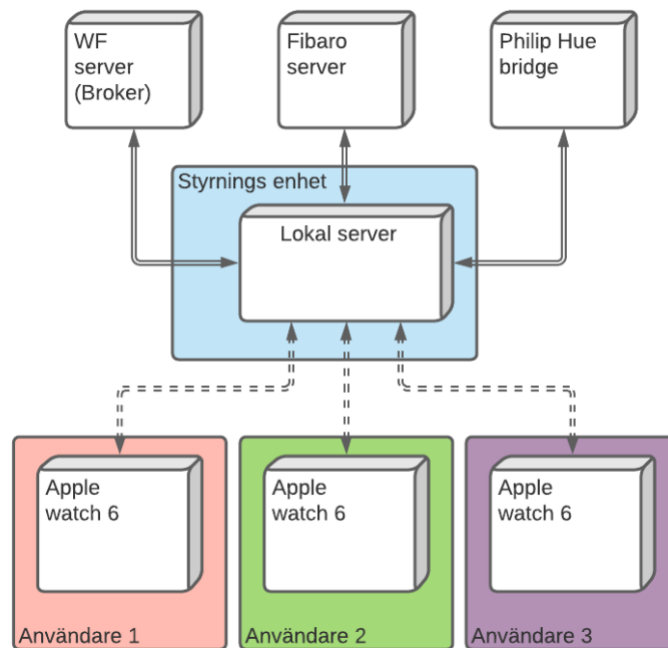 WF
server
(Broker)
Fibaro
server
Philip Hue
bridge
Styrnings enhet
Lokal server
Apple
watch 6
Användare 1
Apple
watch 6
Användare 2
Apple
watch 6
Användare 3